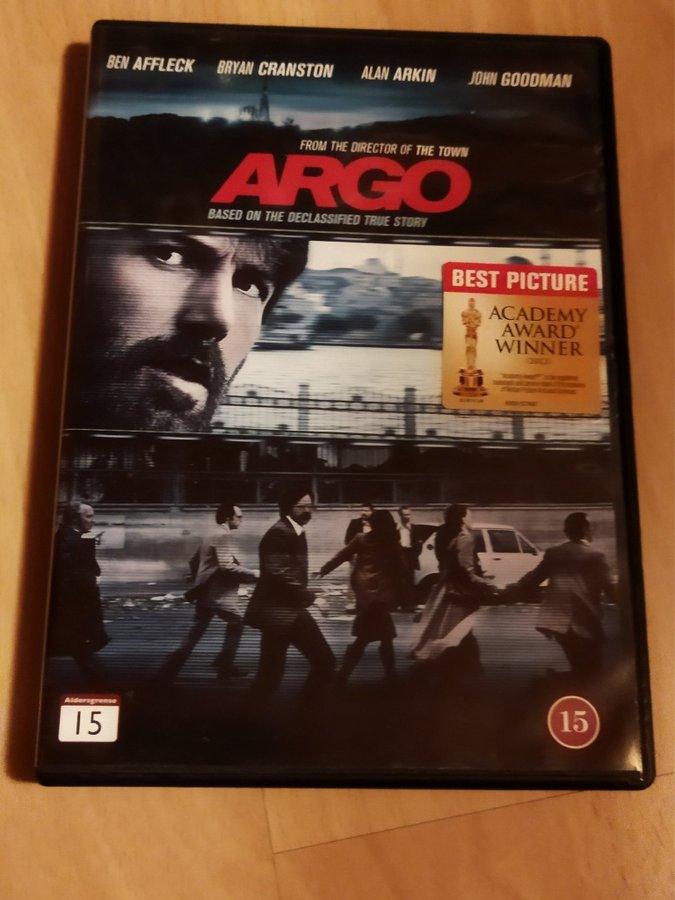 BEN AFFLECK BRYAN CRANSTON ALAN ARKIN JOHN GOODMAN
FROM THE DIRECTOR OF THE TOWN
ARGO
BASED ON THE DECLASSIFIED TRUE STORY
BEST PICTURE
ACADEMY
AWARD®
WINNER
(2012)
Aldersgrense
15
15